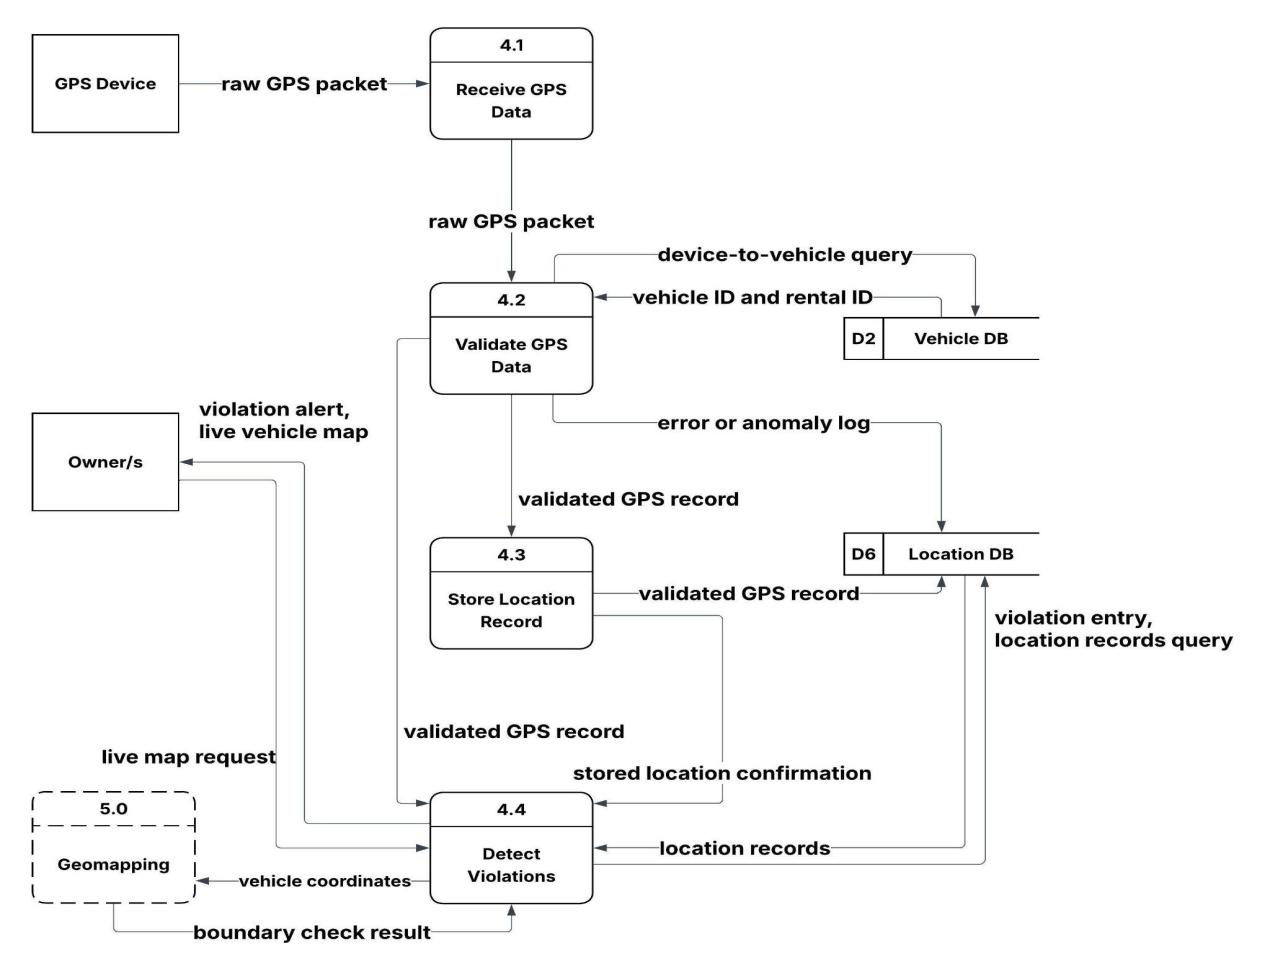 4.1
GPS Device
raw GPS packet
Receive GPS
Data
raw GPS packet
device-to-vehicle query
4.2
vehicle ID and rental ID
Validate GPS
Data
D2
Vehicle DB
violation alert,
live vehicle map
error or anomaly log
Owner/s
validated GPS record
4.3
D6
Location DB
Store Location
Record
validated GPS record
violation entry,
location records query
validated GPS record
live map request
stored location confirmation
5.0
4.4
Geomapping
Detect
Violations
location records
vehicle coordinates
boundary check result